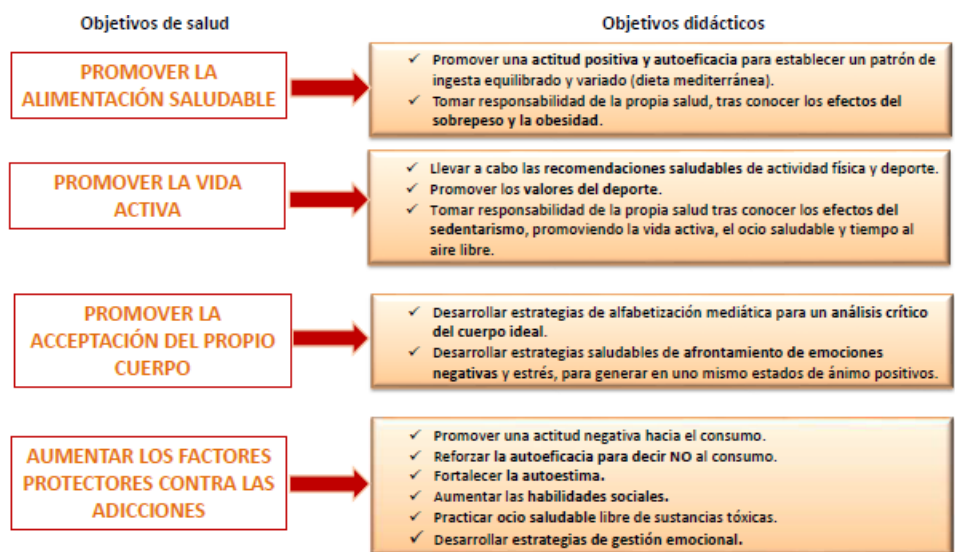 Objetivos de salud
Objetivos didácticos
PROMOVER LA
ALIMENTACIÓN SALUDABLE
✓ Promover una actitud positiva y autoeficacia para establecer un patrón de
ingesta equilibrado y variado (dieta mediterránea).
✓ Tomar responsabilidad de la propia salud, tras conocer los efectos del
sobrepeso y la obesidad.
PROMOVER LA VIDA
ACTIVA
✓ Llevar a cabo las recomendaciones saludables de actividad física y deporte.
✓ Promover los valores del deporte.
✓ Tomar responsabilidad de la propia salud tras conocer los efectos del
sedentarismo, promoviendo la vida activa, el ocio saludable y tiempo al
aire libre.
PROMOVER LA
ACCEPTACIÓN DEL PROPIO
CUERPO
✓ Desarrollar estrategias de alfabetización mediática para un análisis crítico
del cuerpo ideal.
✓ Desarrollar estrategias saludables de afrontamiento de emociones
negativas y estrés, para generar en uno mismo estados de ánimo positivos.
AUMENTAR LOS FACTORES
PROTECTORES CONTRA LAS
ADICCIONES
✓ Promover una actitud negativa hacia el consumo.
✓ Reforzar la autoeficacia para decir NO al consumo.
✓ Fortalecer la autoestima.
✓ Aumentar las habilidades sociales.
✓ Practicar ocio saludable libre de sustancias tóxicas.
✓ Desarrollar estrategias de gestión emocional.